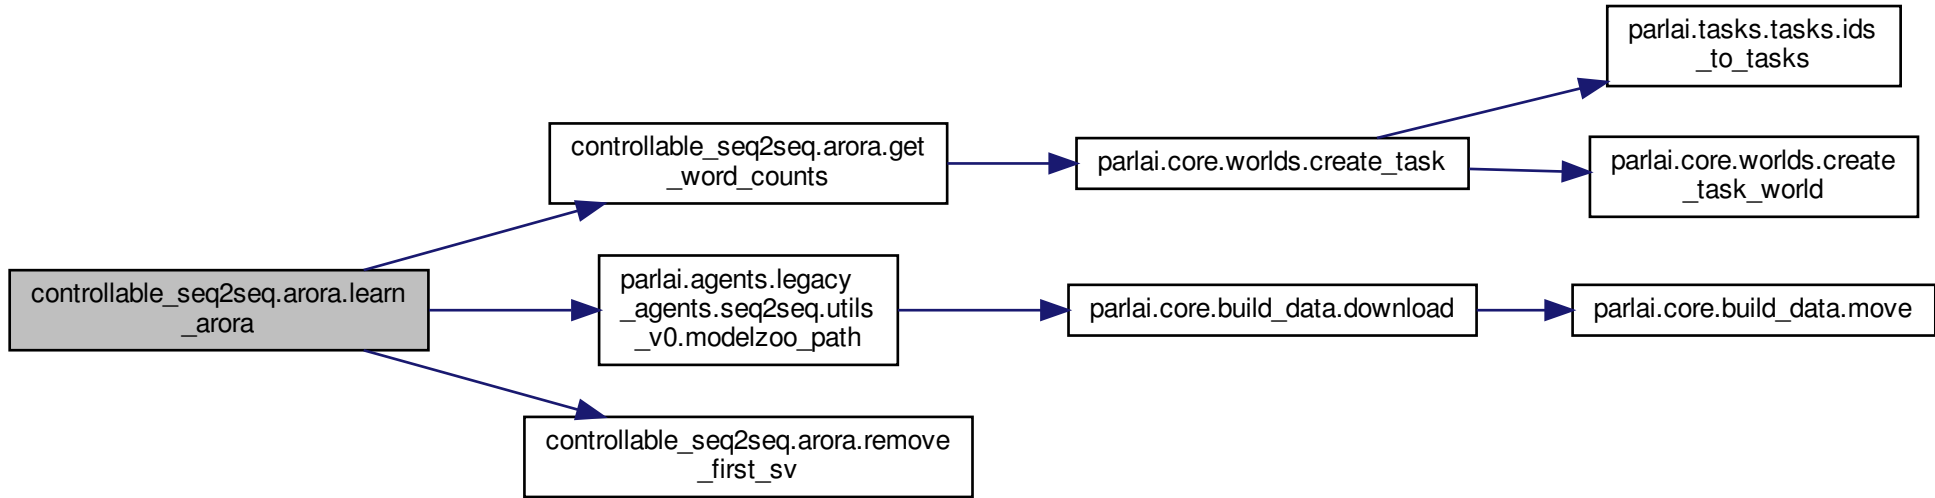 controllable_seq2seq.arora.learn
_arora
controllable_seq2seq.arora.get
_word_counts
parlai.agents.legacy
_agents.seq2seq.utils
_v0.modelzoo_path
controllable_seq2seq.arora.remove
_first_sv
parlai.core.worlds.create_task
parlai.core.build_data.download
parlai.tasks.tasks.ids
_to_tasks
parlai.core.worlds.create
_task_world
parlai.core.build_data.move